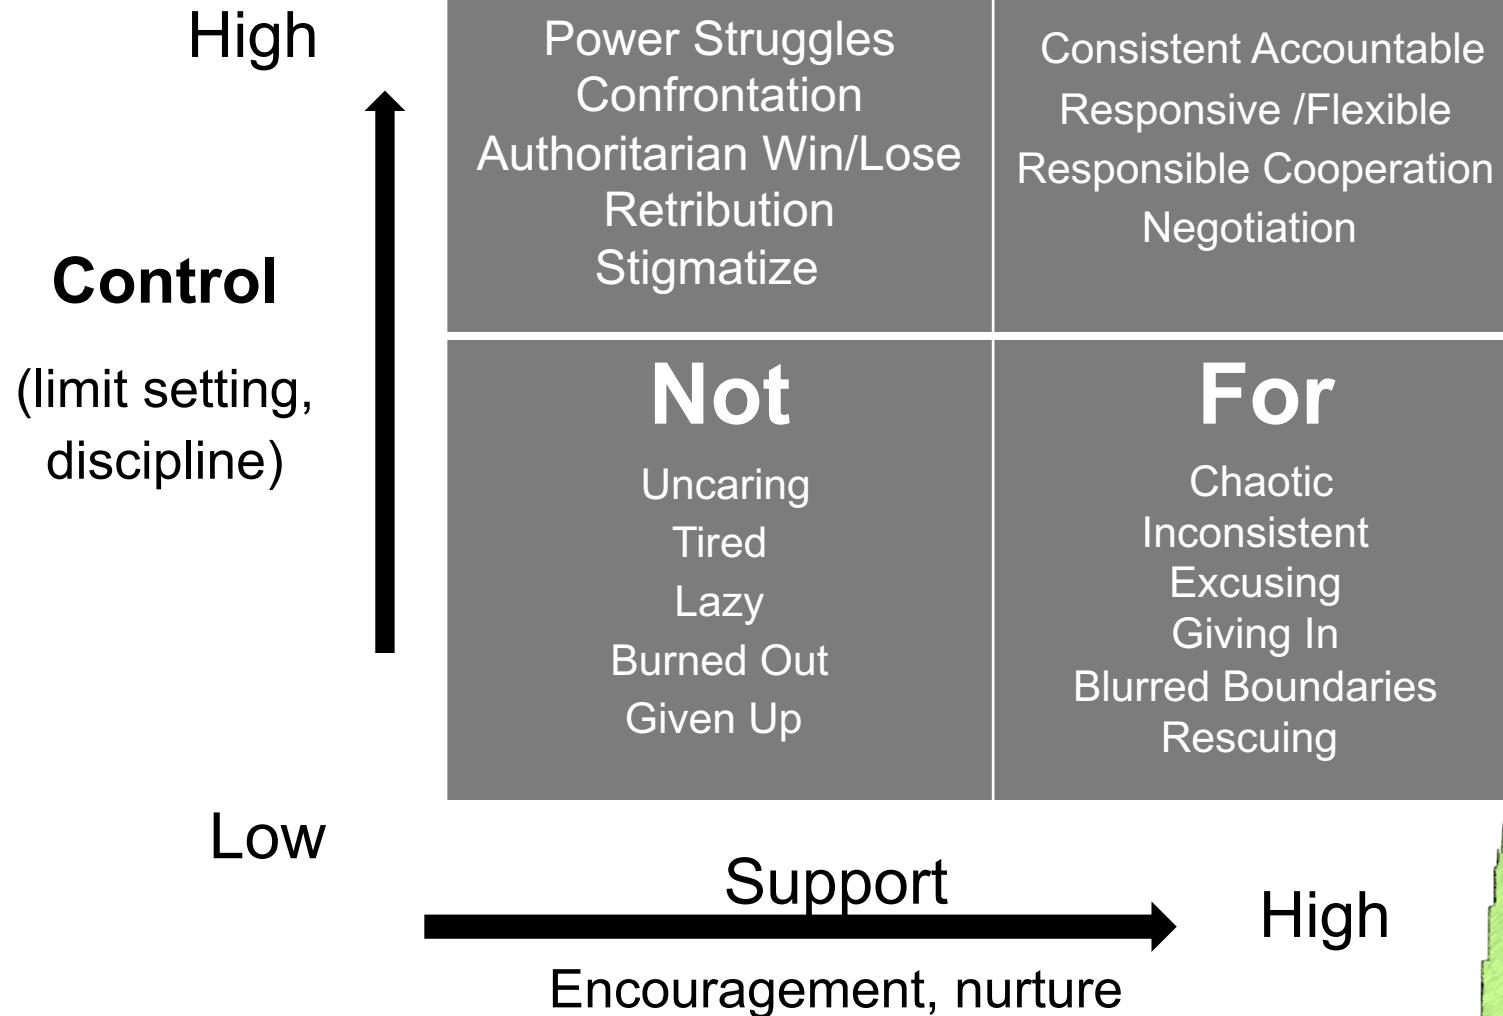 High
Power Struggles
Confrontation
Authoritarian Win/Lose
Retribution
Stigmatize
Consistent Accountable
Responsive /Flexible
Responsible Cooperation
Negotiation
Control
(limit setting,
discipline)
Not
Uncaring
Tired
Lazy
Burned Out
Given Up
For
Chaotic
Inconsistent
Excusing
Giving In
Blurred Boundaries
Rescuing
Low
Support
High
Encouragement, nurture